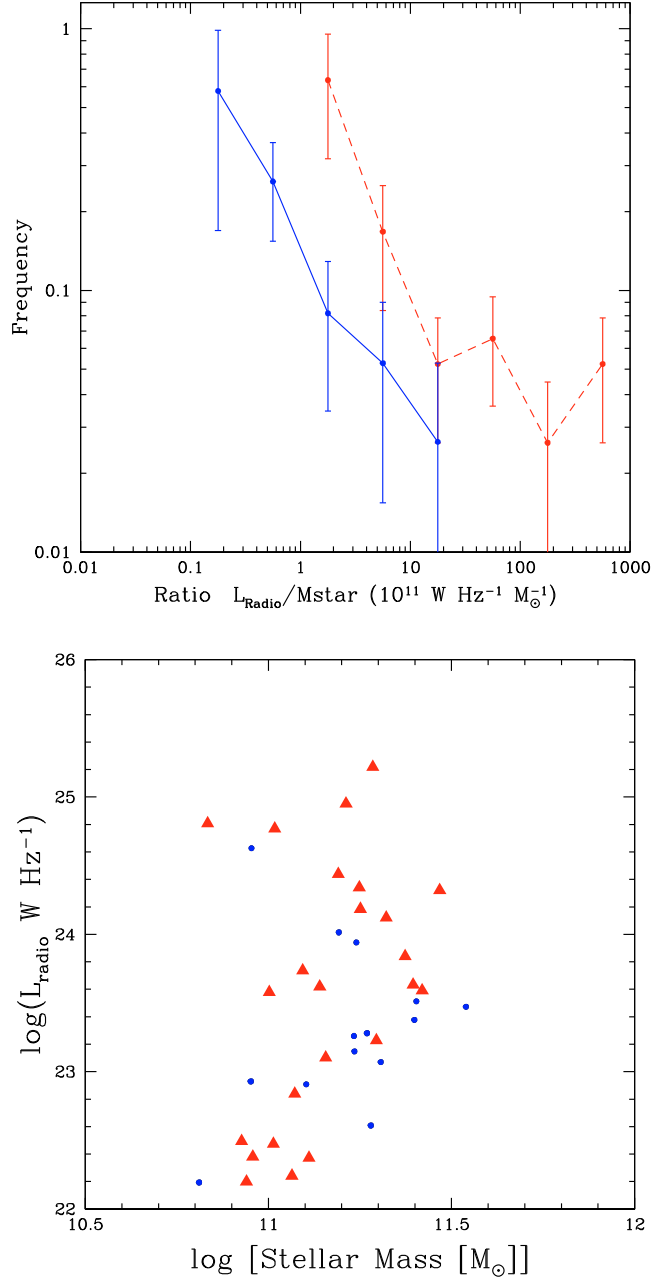 1
0.1
0.01
Frequency
0.01 0.1 1 10 100 1000
Ratio L_Radio/Mstar (10¹¹ W Hz⁻¹ M_⊙⁻¹)
26
25
24
23
22
log(L_radio W Hz⁻¹)
10.5 11 11.5 12
log [Stellar Mass [M_⊙]]